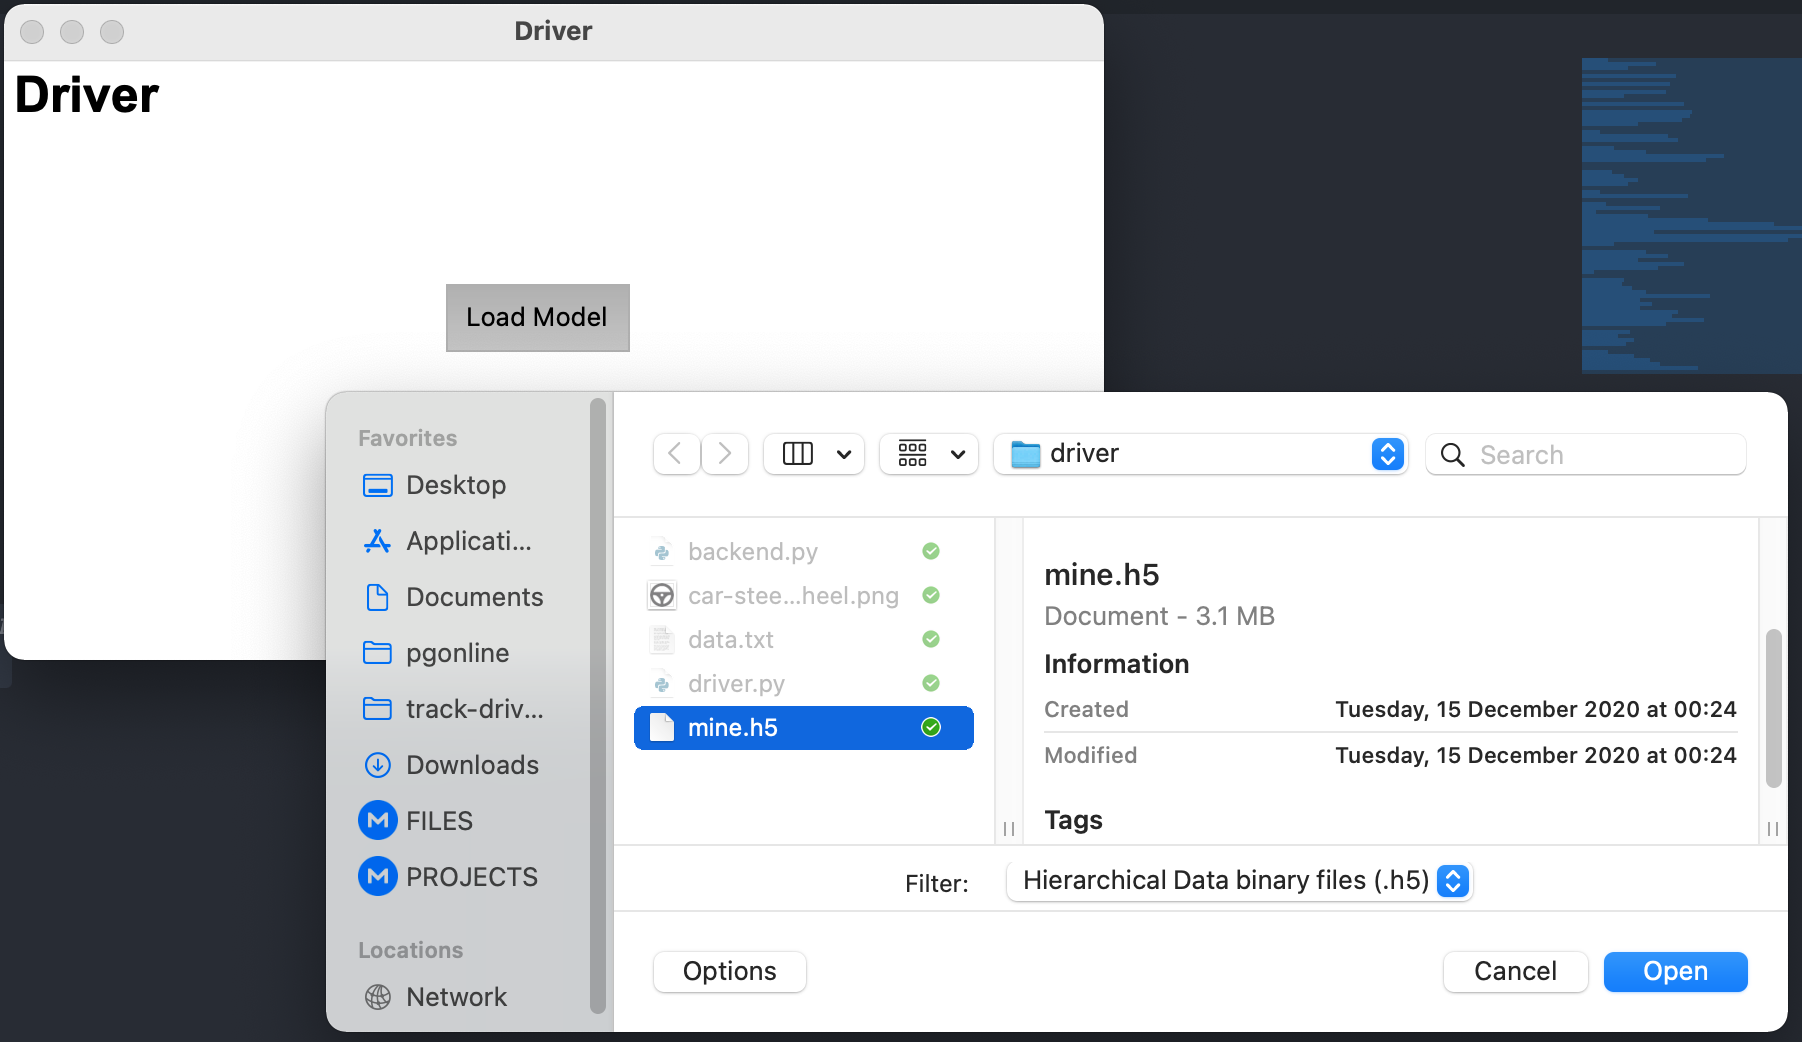 Driver
Driver
Load Model
Favorites
Desktop
Applicati...
Documents
pgonline
track-driv...
Downloads
FILES
PROJECTS
Locations
Network
driver
Search
backend.py
car-stee...heel.png
data.txt
driver.py
mine.h5
mine.h5
Document - 3.1 MB
Information
Created Tuesday, 15 December 2020 at 00:24
Modified Tuesday, 15 December 2020 at 00:24
Tags
Filter: Hierarchical Data binary files (.h5)
Options Cancel Open